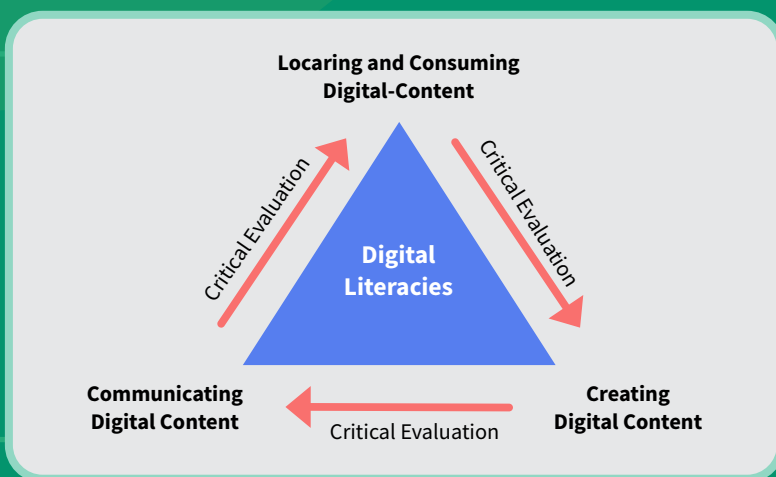 Locaring and Consuming
Digital-Content
Critical Evaluation
Critical Evaluation
Digital
Literacies
Communicating
Digital Content
Creating
Digital Content
Critical Evaluation